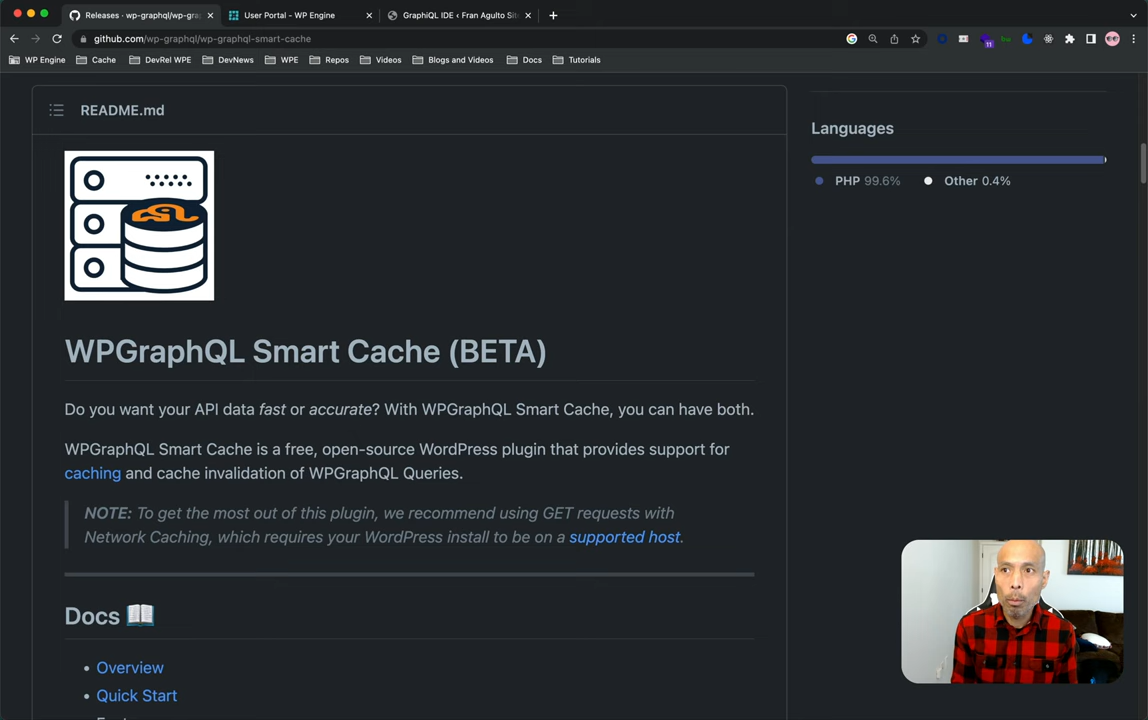 Releases · wp-graphql/wp-gra
User Portal - WP Engine
GraphiQL IDE ‹ Fran Agulto Sit
github.com/wp-graphql/wp-graphql-smart-cache
11
WP Engine
Cache
DevRel WPE
DevNews
WPE
Repos
Videos
Blogs and Videos
Docs
Tutorials
README.md
Languages
PHP 99.6%
Other 0.4%
WPGraphQL Smart Cache (BETA)
Do you want your API data fast or accurate? With WPGraphQL Smart Cache, you can have both.
WPGraphQL Smart Cache is a free, open-source WordPress plugin that provides support for
caching and cache invalidation of WPGraphQL Queries.
NOTE: To get the most out of this plugin, we recommend using GET requests with
Network Caching, which requires your WordPress install to be on a supported host.
Docs 📖
• Overview
• Quick Start